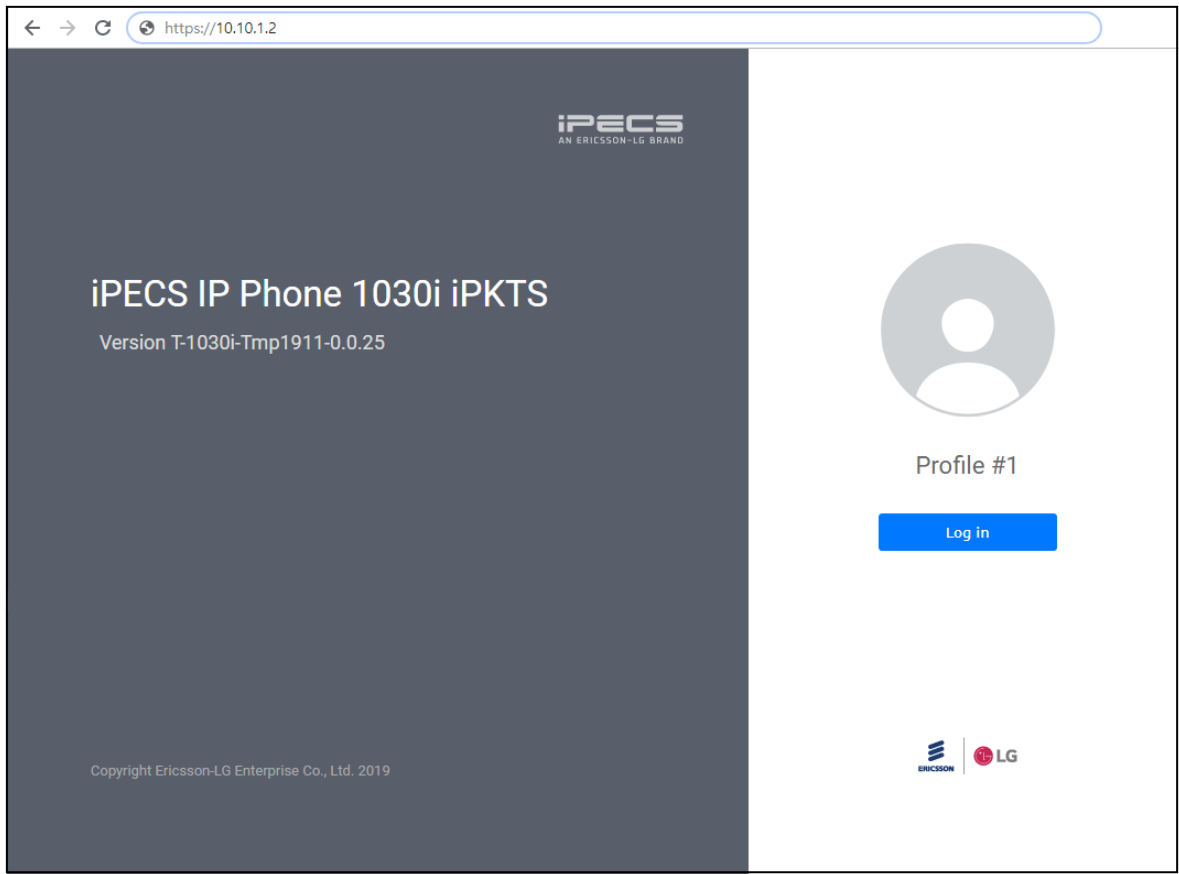 https://10.10.1.2
iPECS
AN ERICSSON-LG BRAND
iPECS IP Phone 1030i iPKTS
Version T-1030i-Tmp1911-0.0.25
Profile #1
Log in
Copyright Ericsson-LG Enterprise Co., Ltd. 2019
ERICSSON
LG